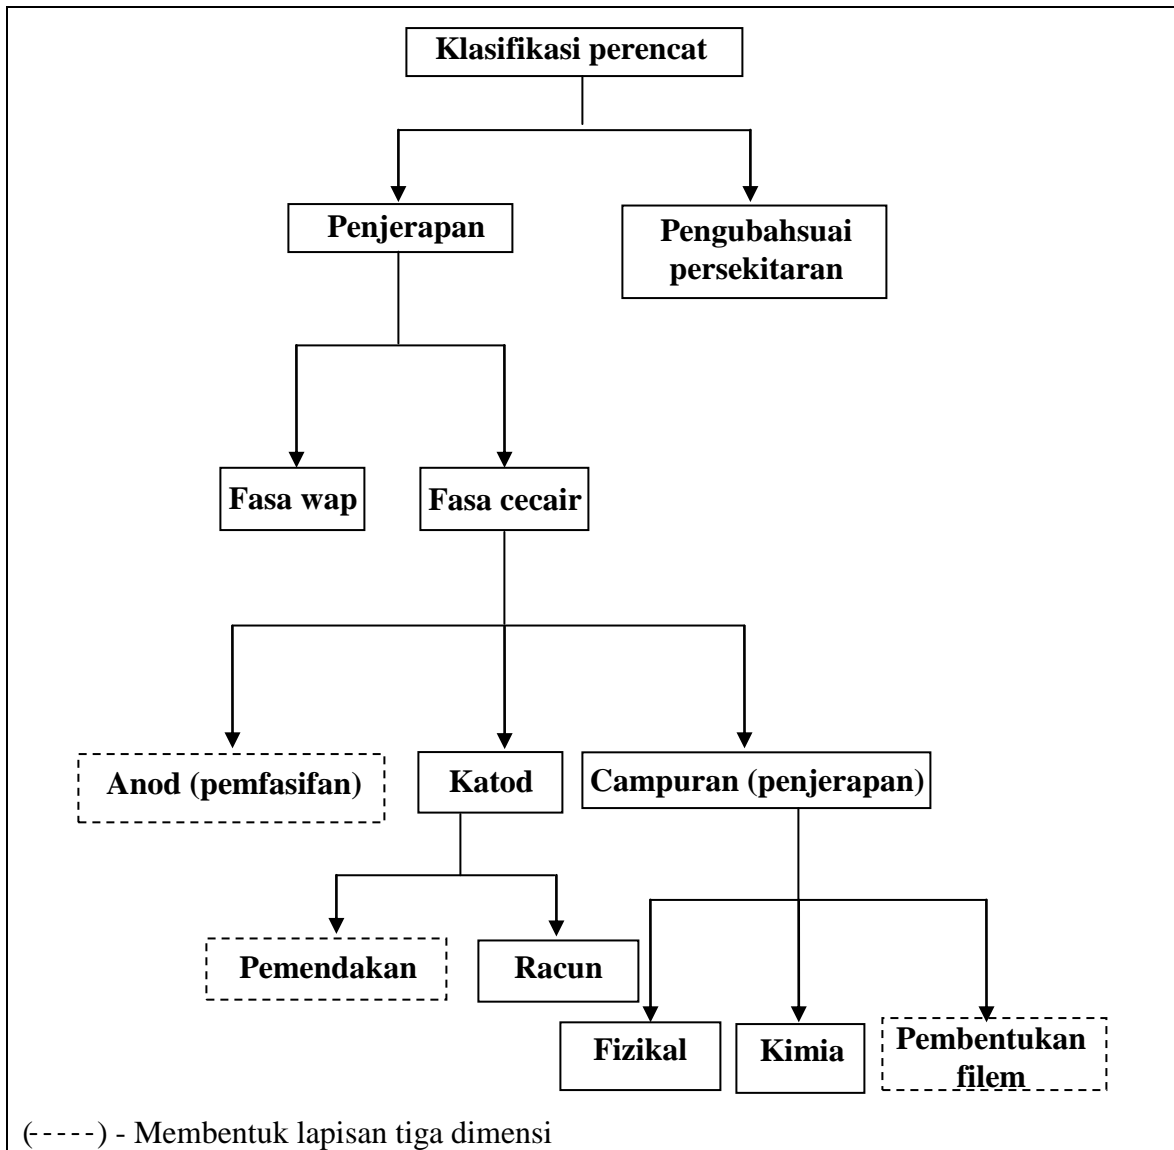 Klasifikasi perencat
Penjerapan
Pengubahsuai
persekitaran
Fasa wap
Fasa cecair
Anod (pemfasifan)
Katod
Campuran (penjerapan)
Pemendakan
Racun
Fizikal
Kimia
Pembentukan
filem
(-----) - Membentuk lapisan tiga dimensi